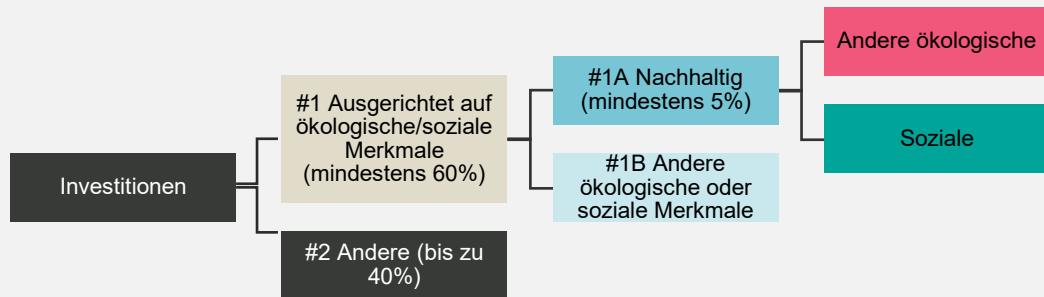 Investitionen
#1 Ausgerichtet auf
ökologische/soziale
Merkmale
(mindestens 60%)
#2 Andere (bis zu
40%)
#1A Nachhaltig
(mindestens 5%)
#1B Andere
ökologische oder
soziale Merkmale
Andere ökologische
Soziale